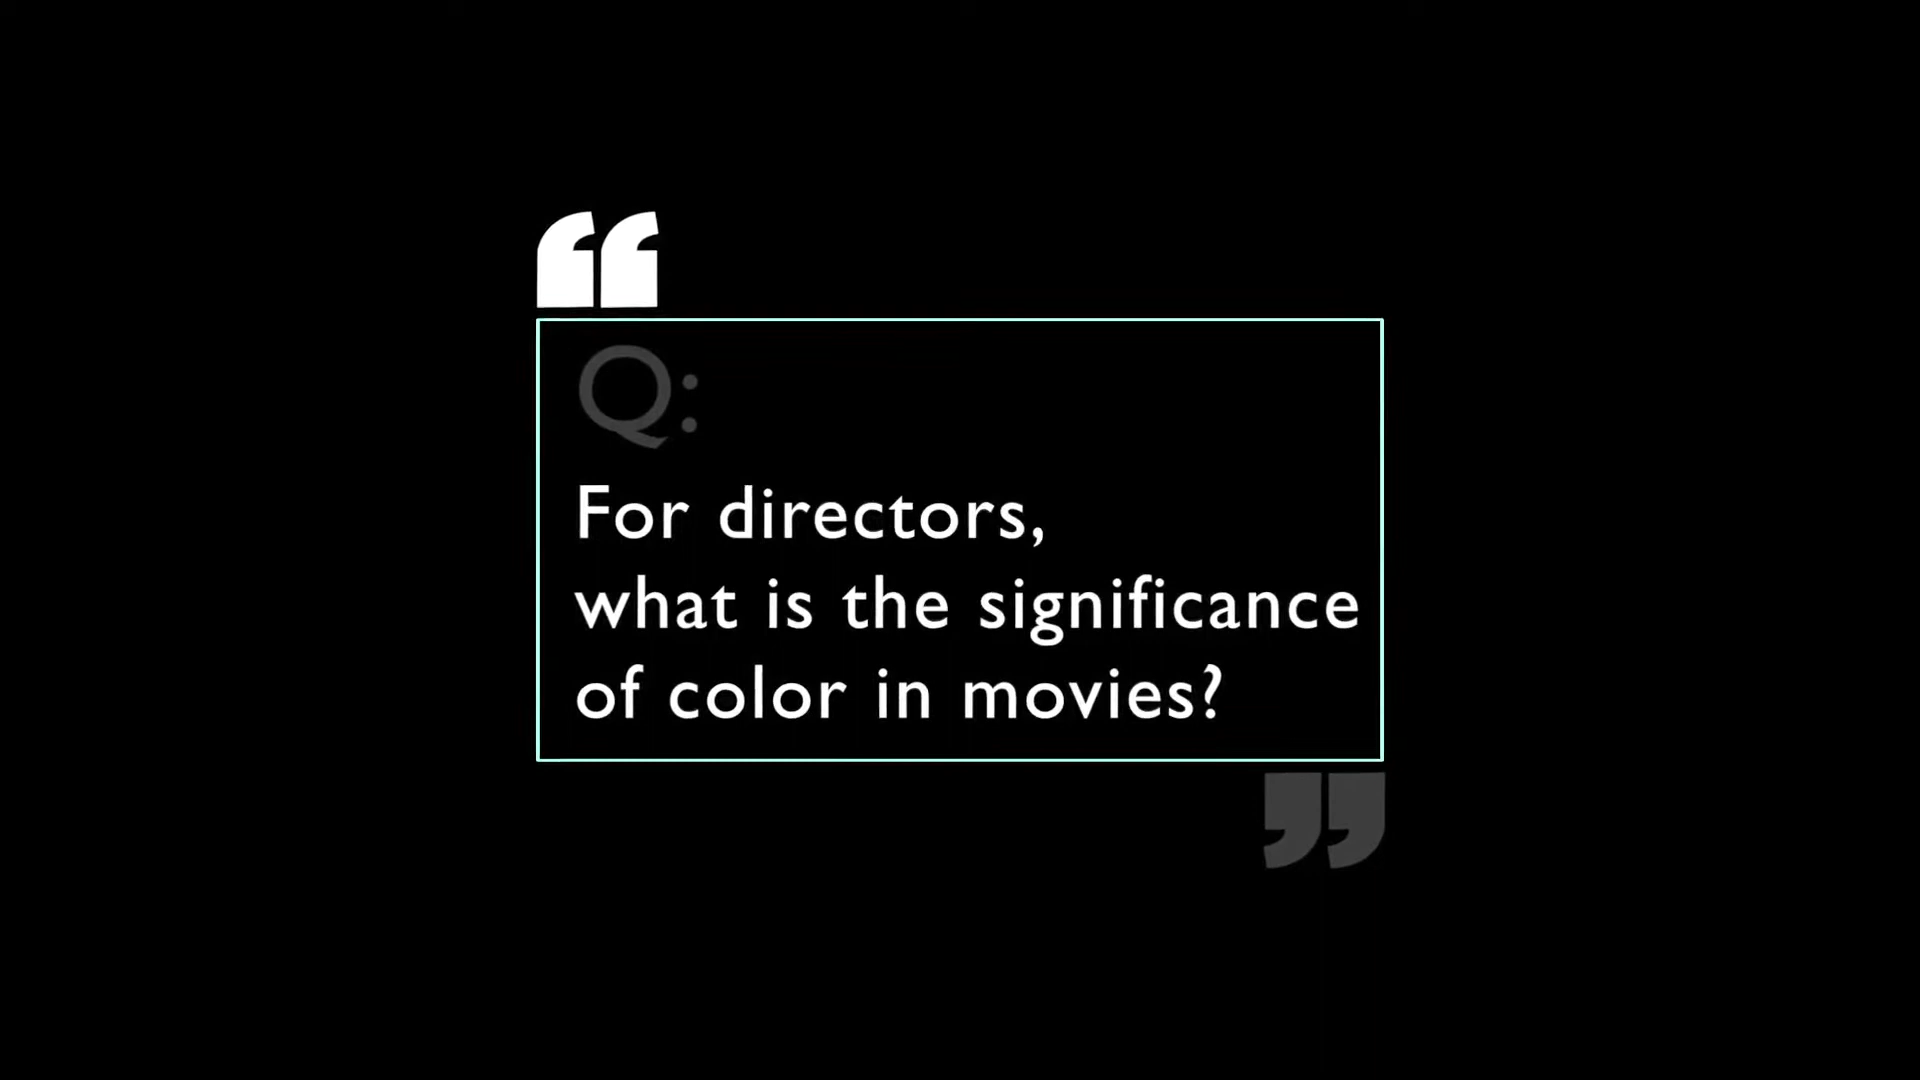 “
Q:
For directors,
what is the significance
of color in movies?
”